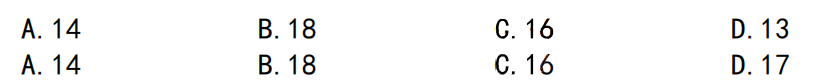 A. 14 B. 18 C. 16 D. 13
A. 14 B. 18 C. 16 D. 17